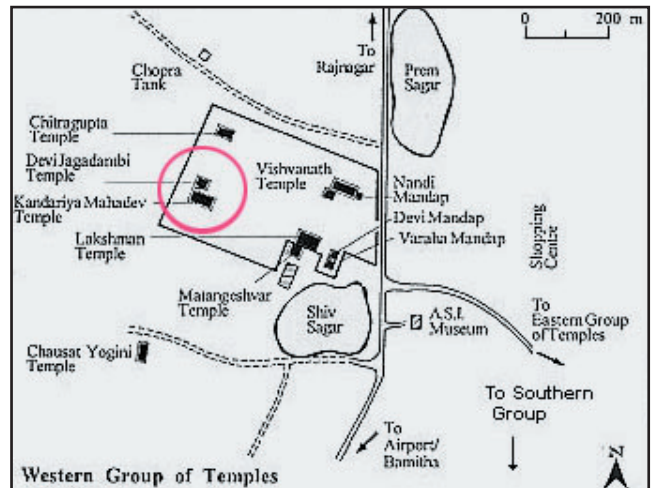 0 200 m
To
Rajnagar
Prem
Sagar
Chopra
Tank
Chitragupta
Temple
Devi Jagadambi
Temple
Kandariya Mahadev
Temple
Vishvanath
Temple
Nandi
Mandap
Devi Mandap
Varaha Mandap
Lakshman
Temple
Matangeshvar
Temple
Shiv
Sagar
A.S.I.
Museum
Shopping
Centre
To
Eastern Group
of Temples
Chausat Yogini
Temple
To Southern
Group
To
Airport/
Bamitha
N
Western Group of Temples